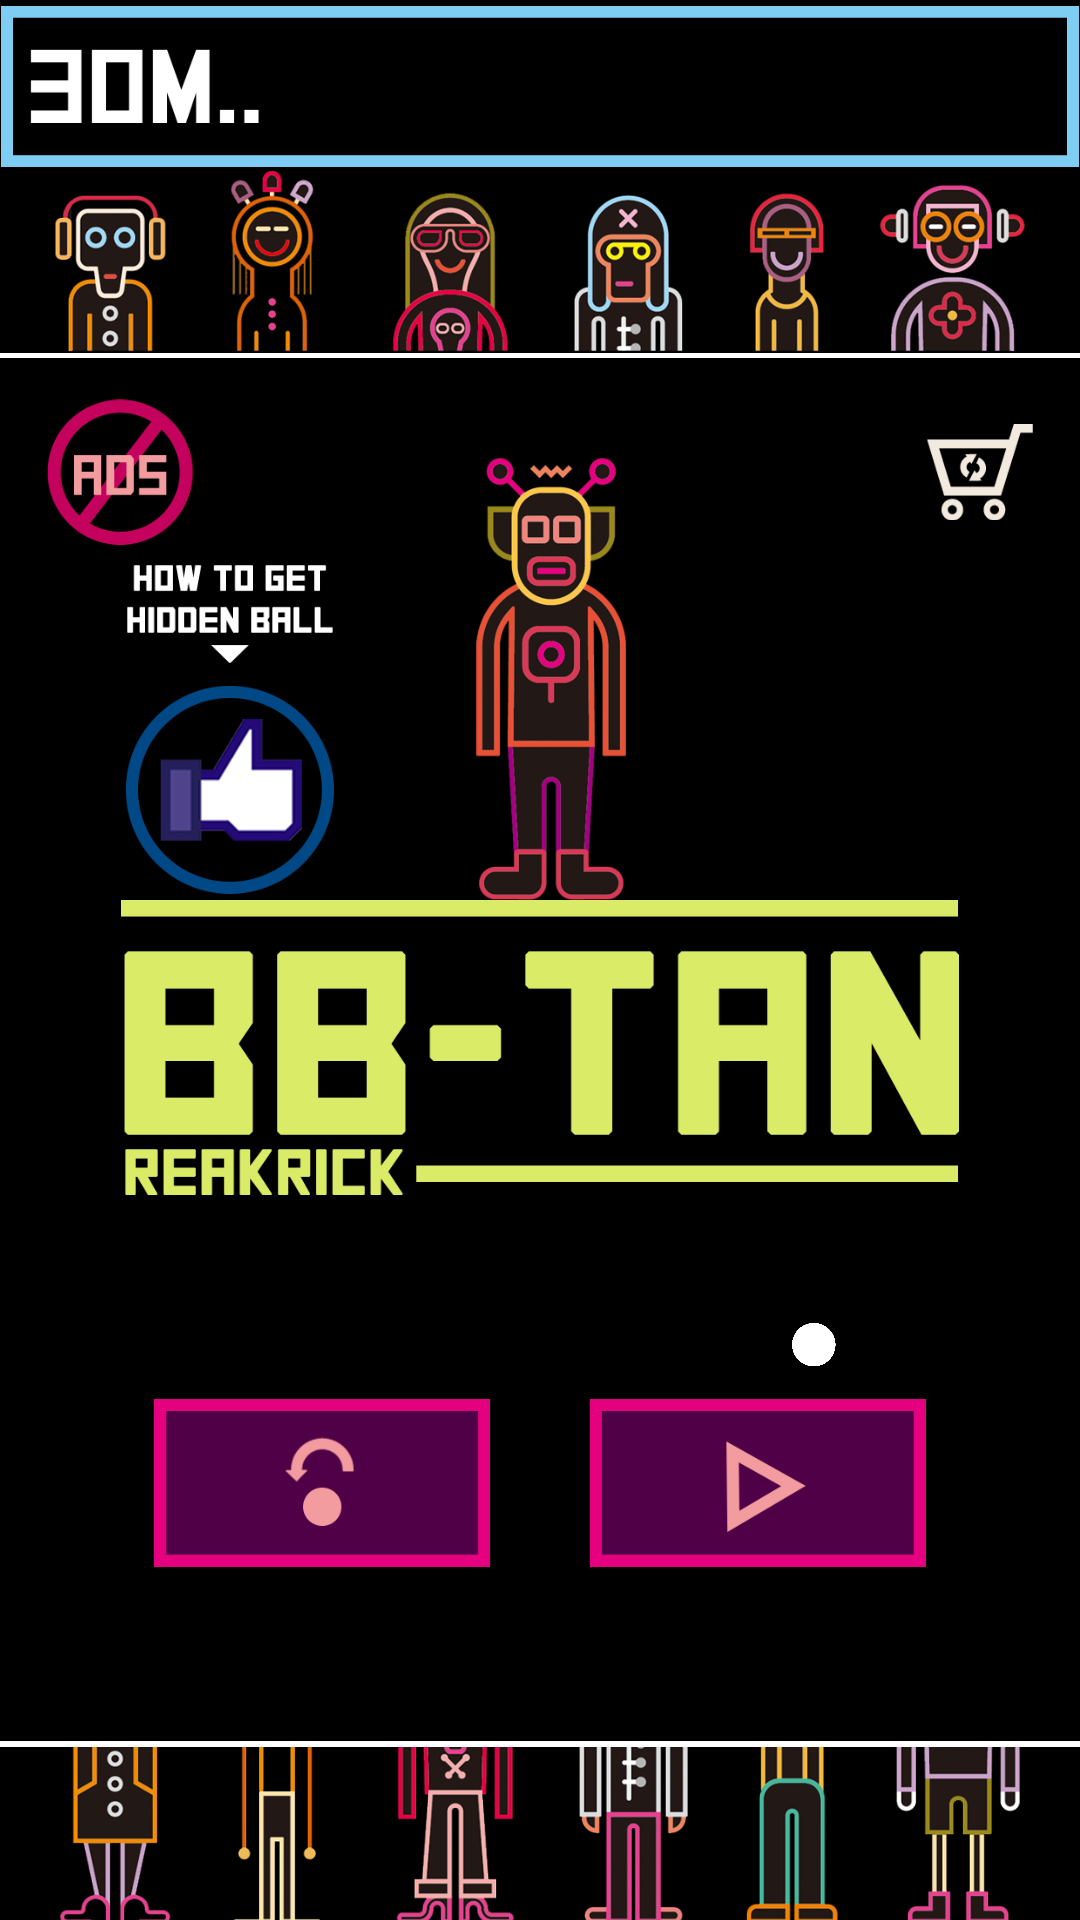 30M..
ADS
HOW TO GET
HIDDEN BALL
BB-TAN
REAKRICK